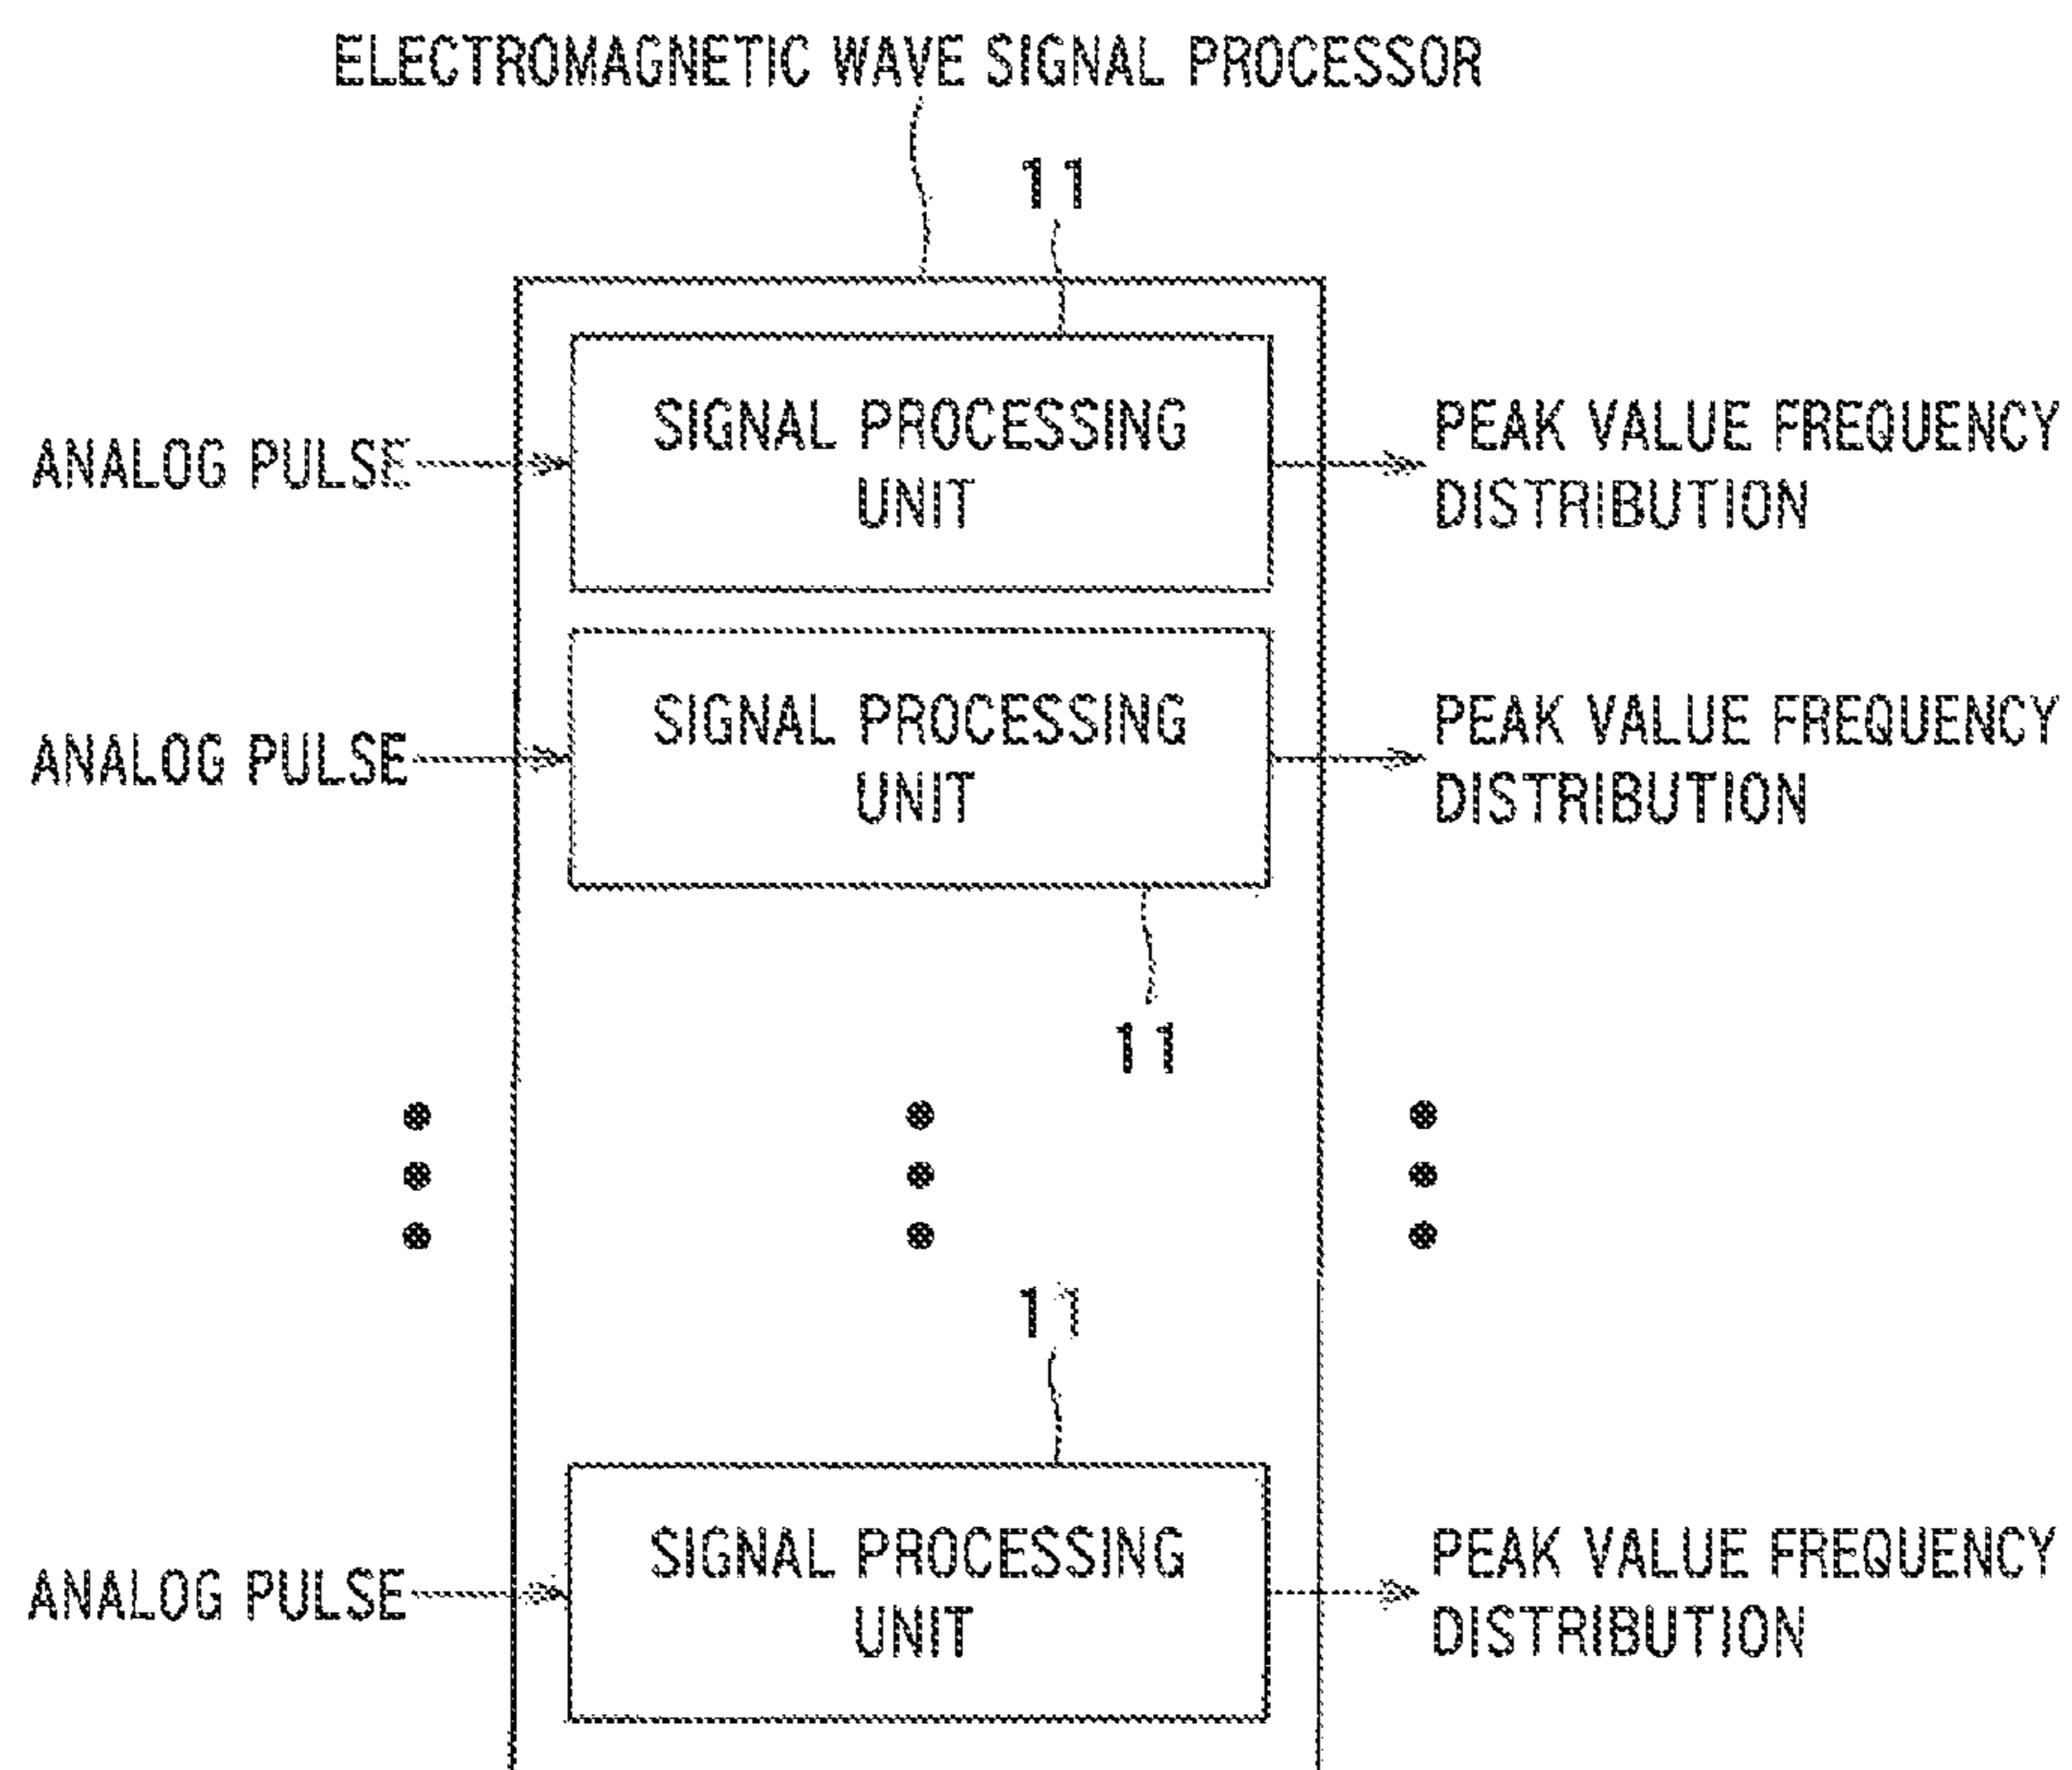 ELECTROMAGNETIC WAVE SIGNAL PROCESSOR
11
ANALOG PULSE
SIGNAL PROCESSING
UNIT
PEAK VALUE FREQUENCY
DISTRIBUTION
ANALOG PULSE
SIGNAL PROCESSING
UNIT
PEAK VALUE FREQUENCY
DISTRIBUTION
11
11
ANALOG PULSE
SIGNAL PROCESSING
UNIT
PEAK VALUE FREQUENCY
DISTRIBUTION